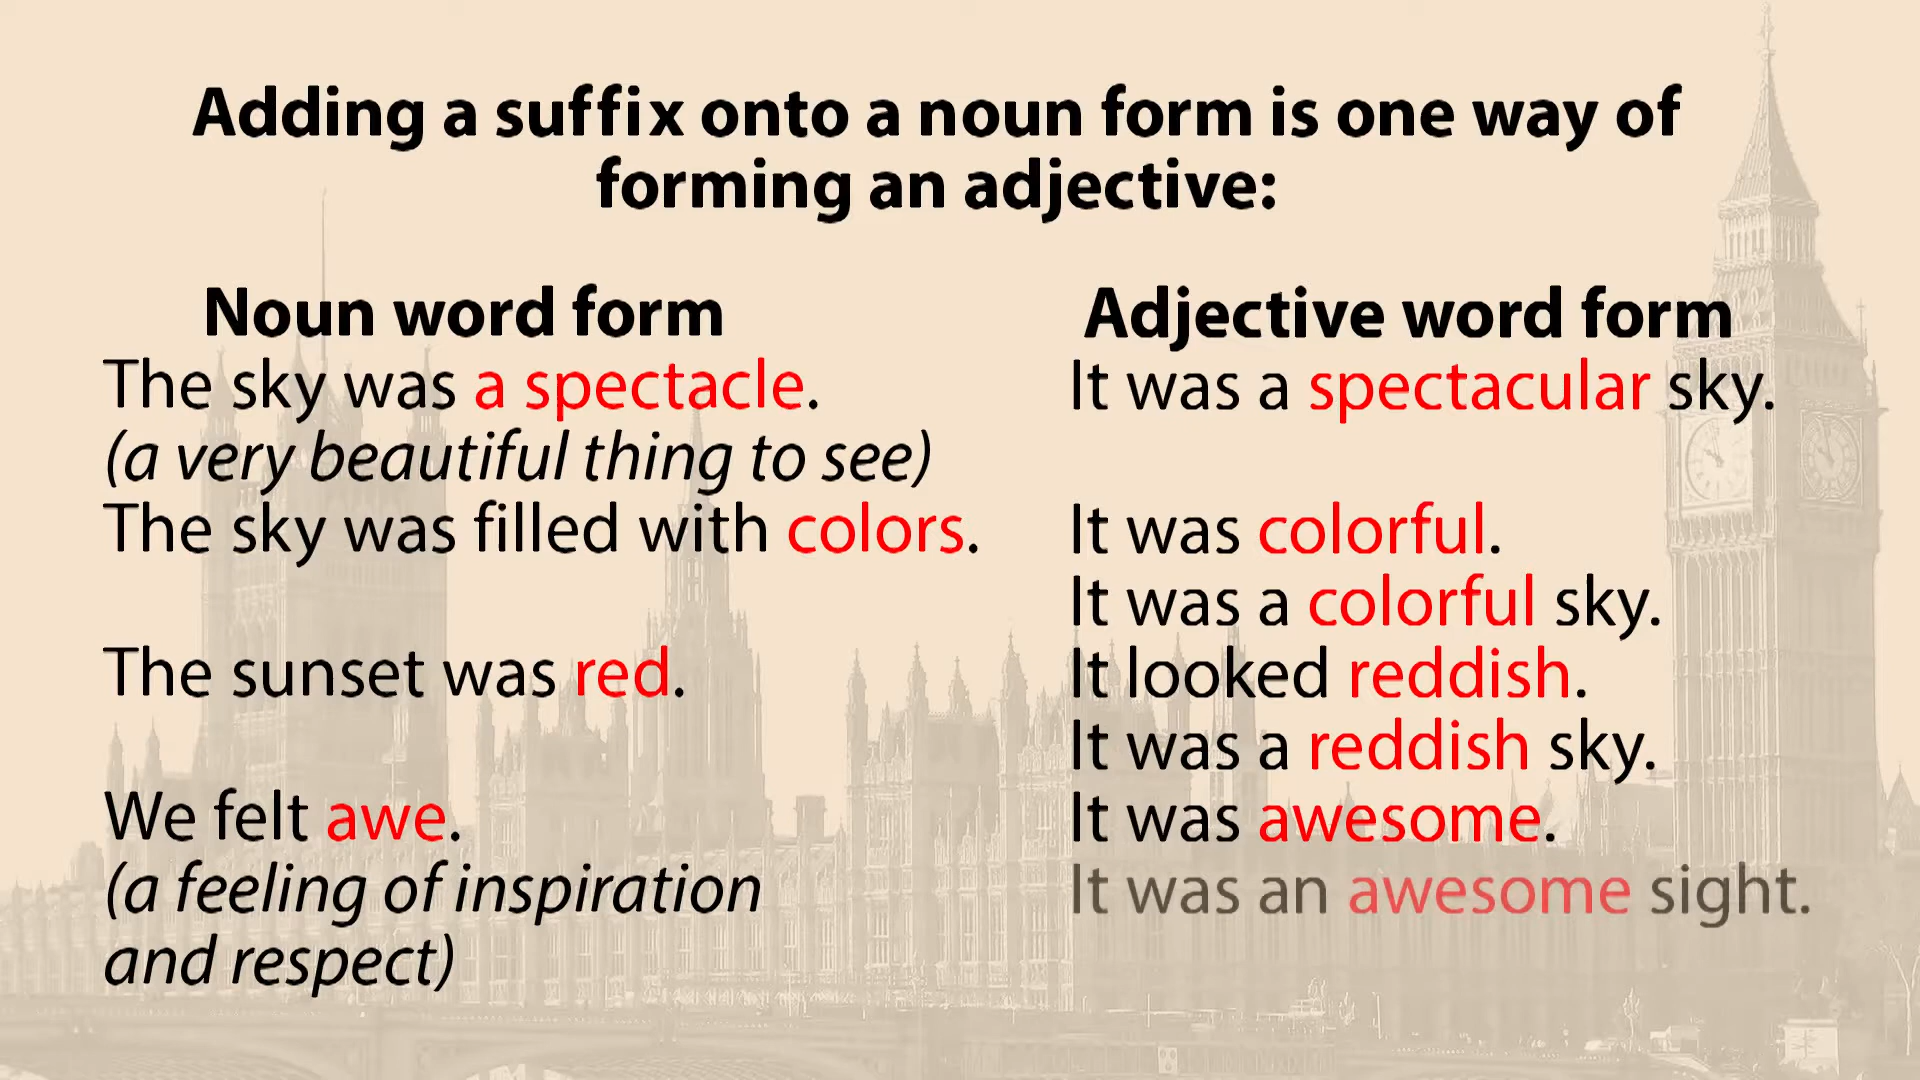 Adding a suffix onto a noun form is one way of
forming an adjective:
Noun word form
The sky was a spectacle.
(a very beautiful thing to see)
The sky was filled with colors.
The sunset was red.
We felt awe.
(a feeling of inspiration
and respect)
Adjective word form
It was a spectacular sky.
It was colorful.
It was a colorful sky.
It looked reddish.
It was a reddish sky.
It was awesome.
It was an awesome sight.